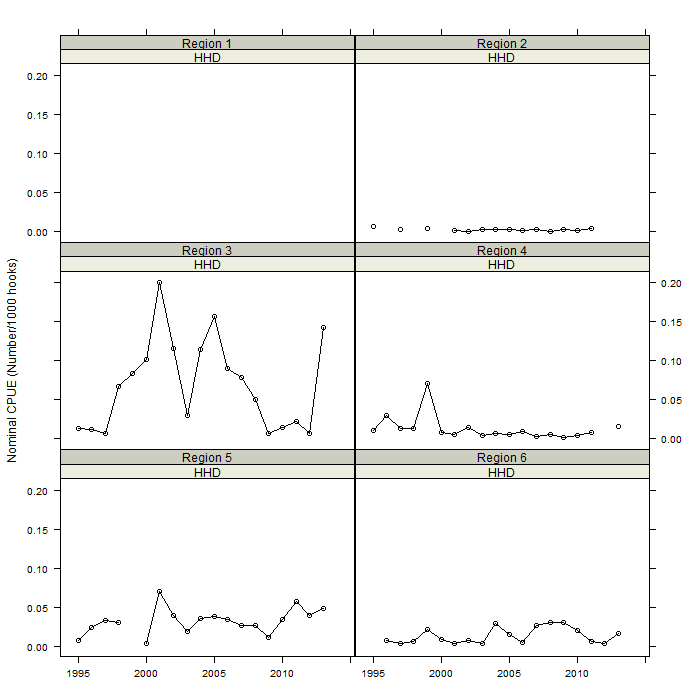 Region 1 Region 2
HHD HHD
0.20
0.15
0.10
0.05
0.00
Region 3 Region 4
HHD HHD
0.20
0.15
0.10
0.05
0.00
Region 5 Region 6
HHD HHD
0.20
0.15
0.10
0.05
0.00
1995 2000 2005 2010 1995 2000 2005 2010
Nominal CPUE (Number/1000 hooks)